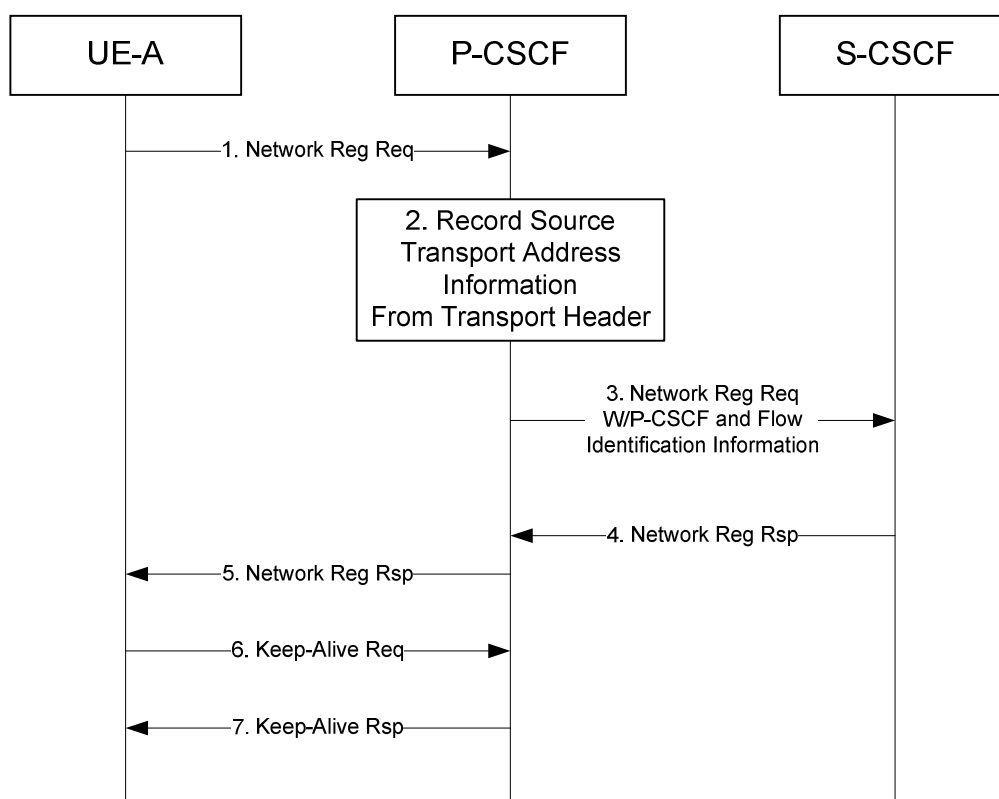 UE-A
P-CSCF
S-CSCF
1. Network Reg Req
2. Record Source
Transport Address
Information
From Transport Header
3. Network Reg Req
W/P-CSCF and Flow
Identification Information
4. Network Reg Rsp
5. Network Reg Rsp
6. Keep-Alive Req
7. Keep-Alive Rsp